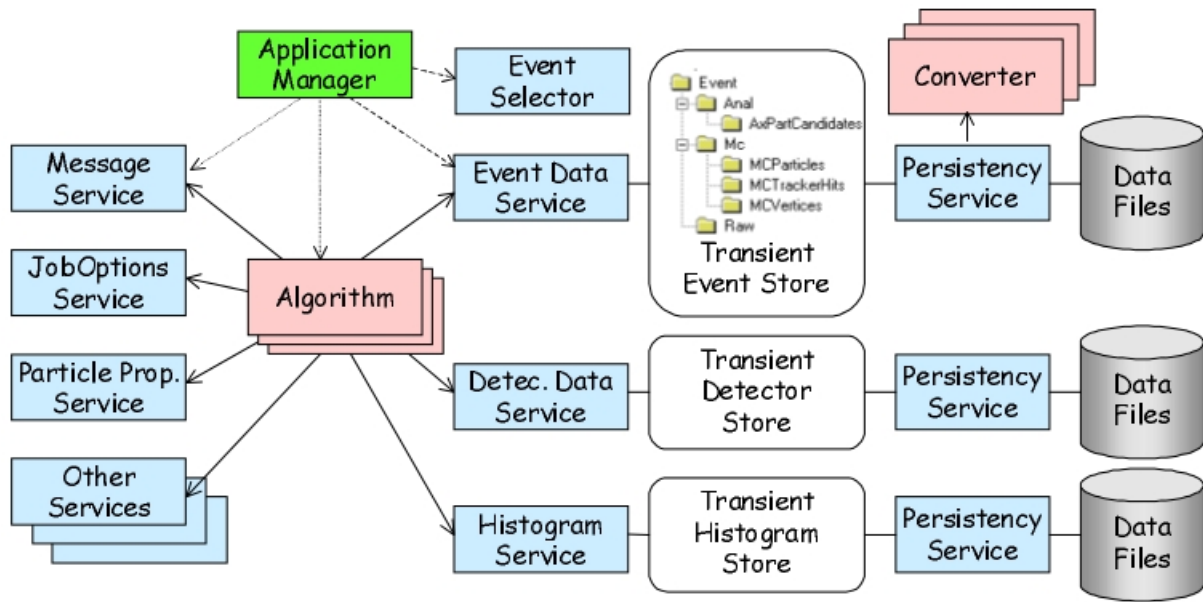 Application
Manager
Event
Selector
Event
Anal
AxPartCandidates
Mc
MCParticles
MCTrackerHits
MCVertices
Raw
Transient
Event Store
Converter
Message
Service
Event Data
Service
Persistency
Service
Data
Files
JobOptions
Service
Algorithm
Particle Prop.
Service
Detec. Data
Service
Transient
Detector
Store
Persistency
Service
Data
Files
Other
Services
Histogram
Service
Transient
Histogram
Store
Persistency
Service
Data
Files